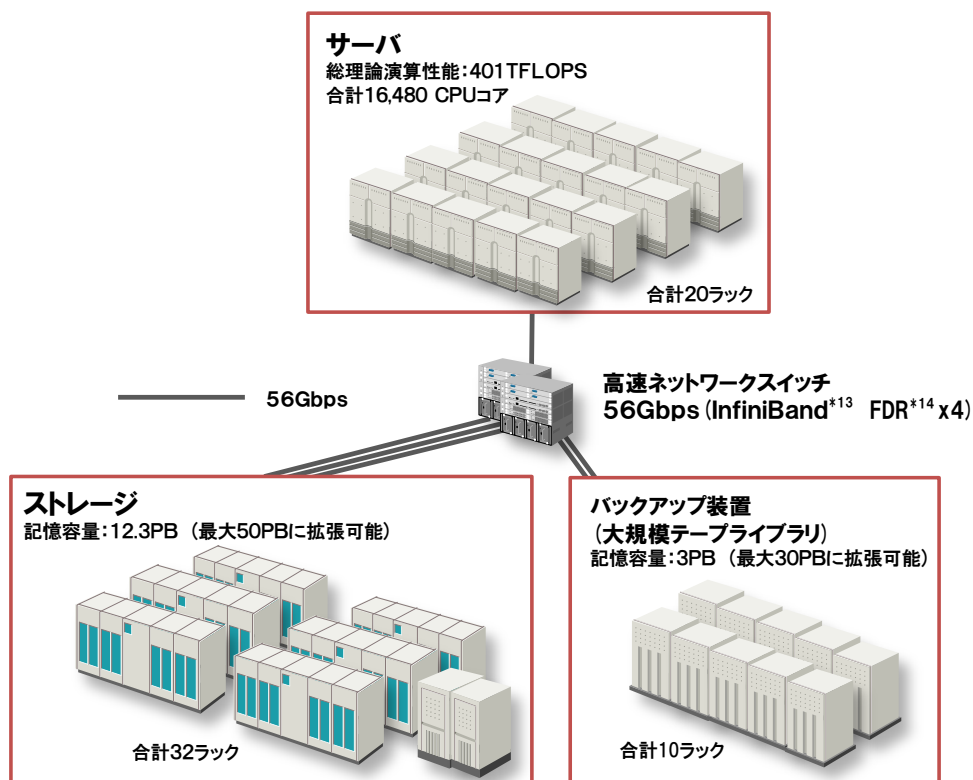 サーバ
総理論演算性能:401TFLOPS
合計16,480 CPUコア
合計20ラック
56Gbps
高速ネットワークスイッチ
56Gbps(InfiniBand*13 FDR*14 x4)
ストレージ
記憶容量:12.3PB (最大50PBに拡張可能)
合計32ラック
バックアップ装置
(大規模テープライブラリ)
記憶容量:3PB (最大30PBに拡張可能)
合計10ラック